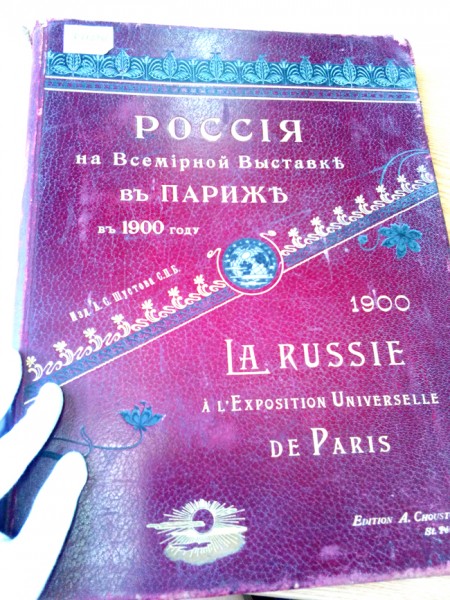 РОССІЯ
на Всемірной Выставкѣ
въ ПАРИЖѢ
въ 1900 году
Изд. А. С. Шустова С.П.Б.
1900
LA RUSSIE
À L'EXPOSITION UNIVERSELLE
DE PARIS
EDITION A.